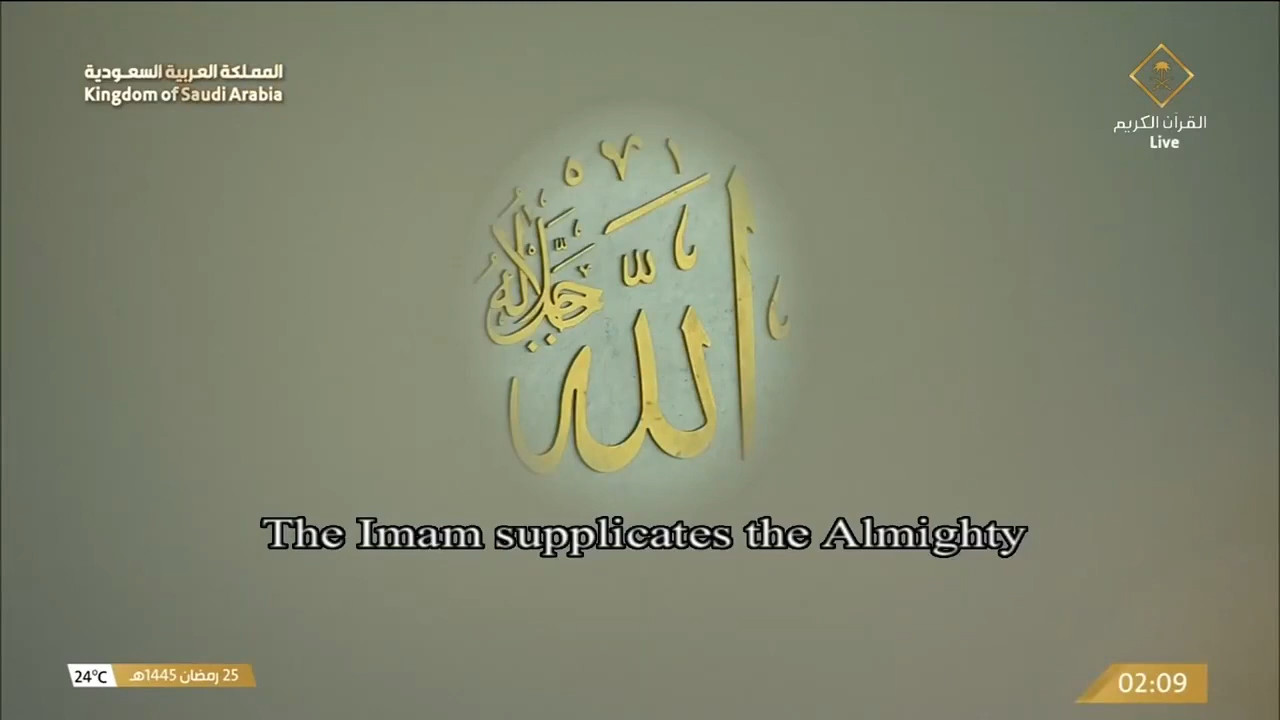 المملكة العربية السعودية
Kingdom of Saudi Arabia
القرآن الكريم
Live
الله
جل جلاله
The Imam supplicates the Almighty
24°C
25 رمضان 1445هـ
02:09